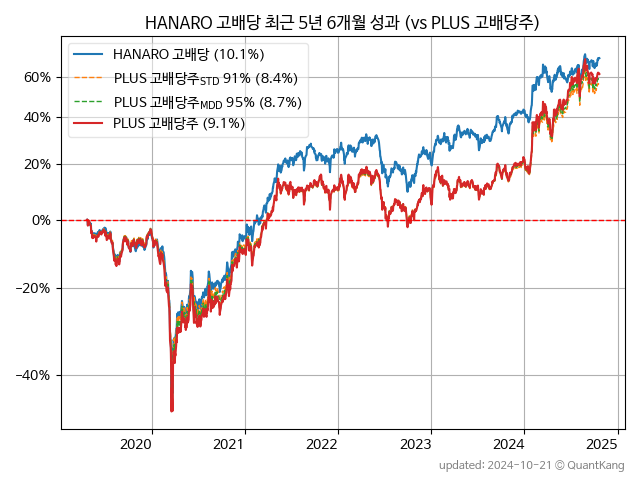 HANARO 고배당 최근 5년 6개월 성과 (vs PLUS 고배당주)
HANARO 고배당 (10.1%)
PLUS 고배당주STD 91% (8.4%)
PLUS 고배당주MDD 95% (8.7%)
PLUS 고배당주 (9.1%)
60%
40%
20%
0%
−20%
−40%
2020 2021 2022 2023 2024 2025
updated: 2024-10-21 © QuantKang